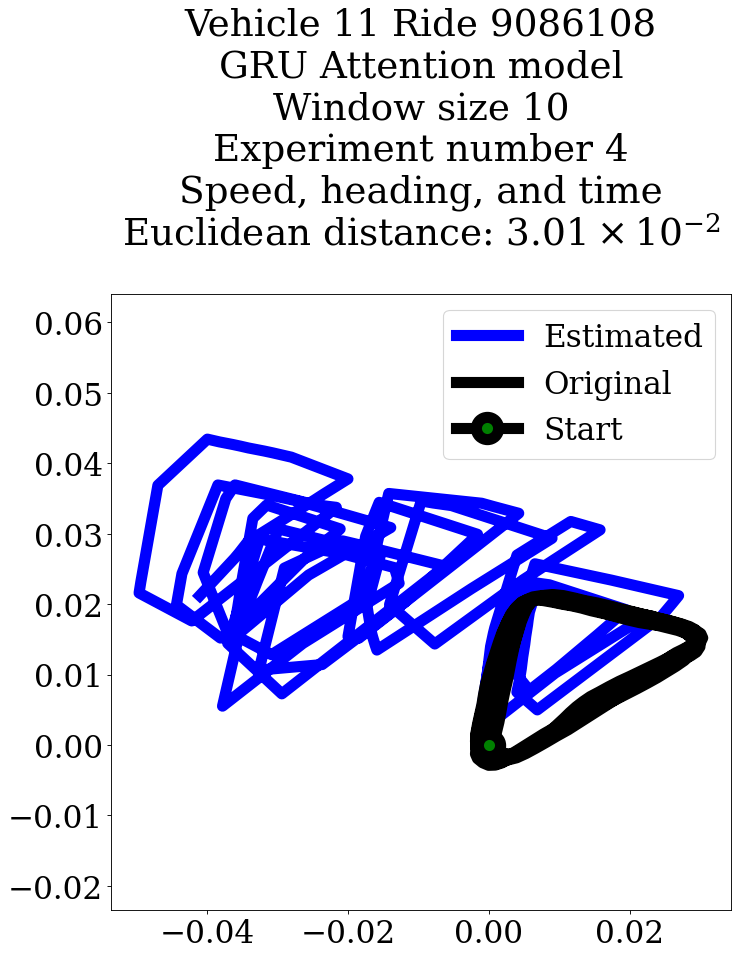 Vehicle 11 Ride 9086108
GRU Attention model
Window size 10
Experiment number 4
Speed, heading, and time
Euclidean distance: 3.01 × 10⁻²
Estimated
Original
Start
0.06
0.05
0.04
0.03
0.02
0.01
0.00
−0.01
−0.02
−0.04
−0.02
0.00
0.02